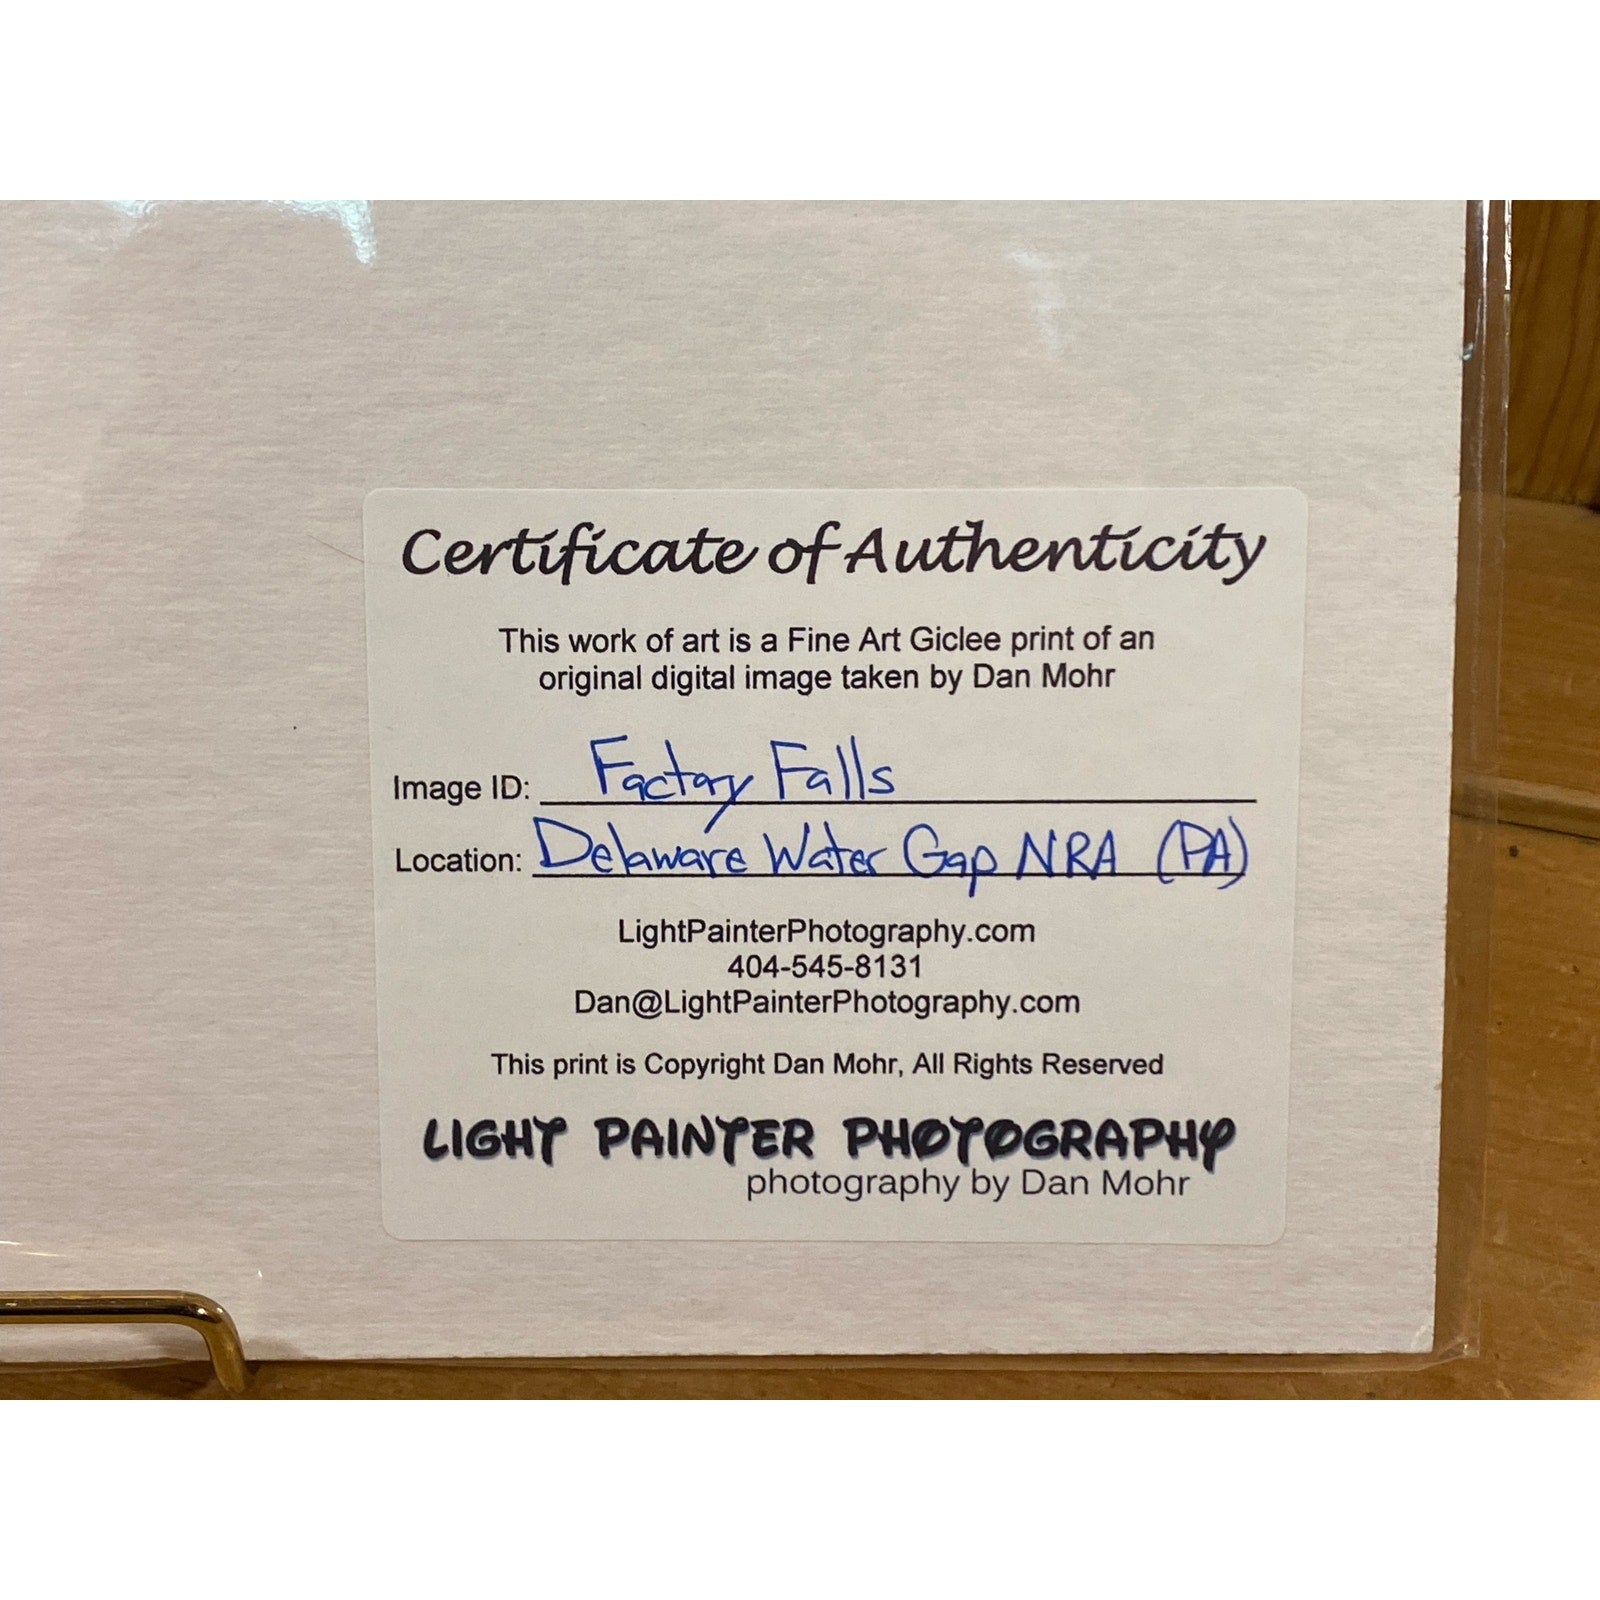 Certificate of Authenticity
This work of art is a Fine Art Giclee print of an
original digital image taken by Dan Mohr
Image ID: Factory Falls
Location: Delaware Water Gap NRA (PA)
LightPainterPhotography.com
404-545-8131
Dan@LightPainterPhotography.com
This print is Copyright Dan Mohr, All Rights Reserved
LIGHT PAINTER PHOTOGRAPHY
photography by Dan Mohr